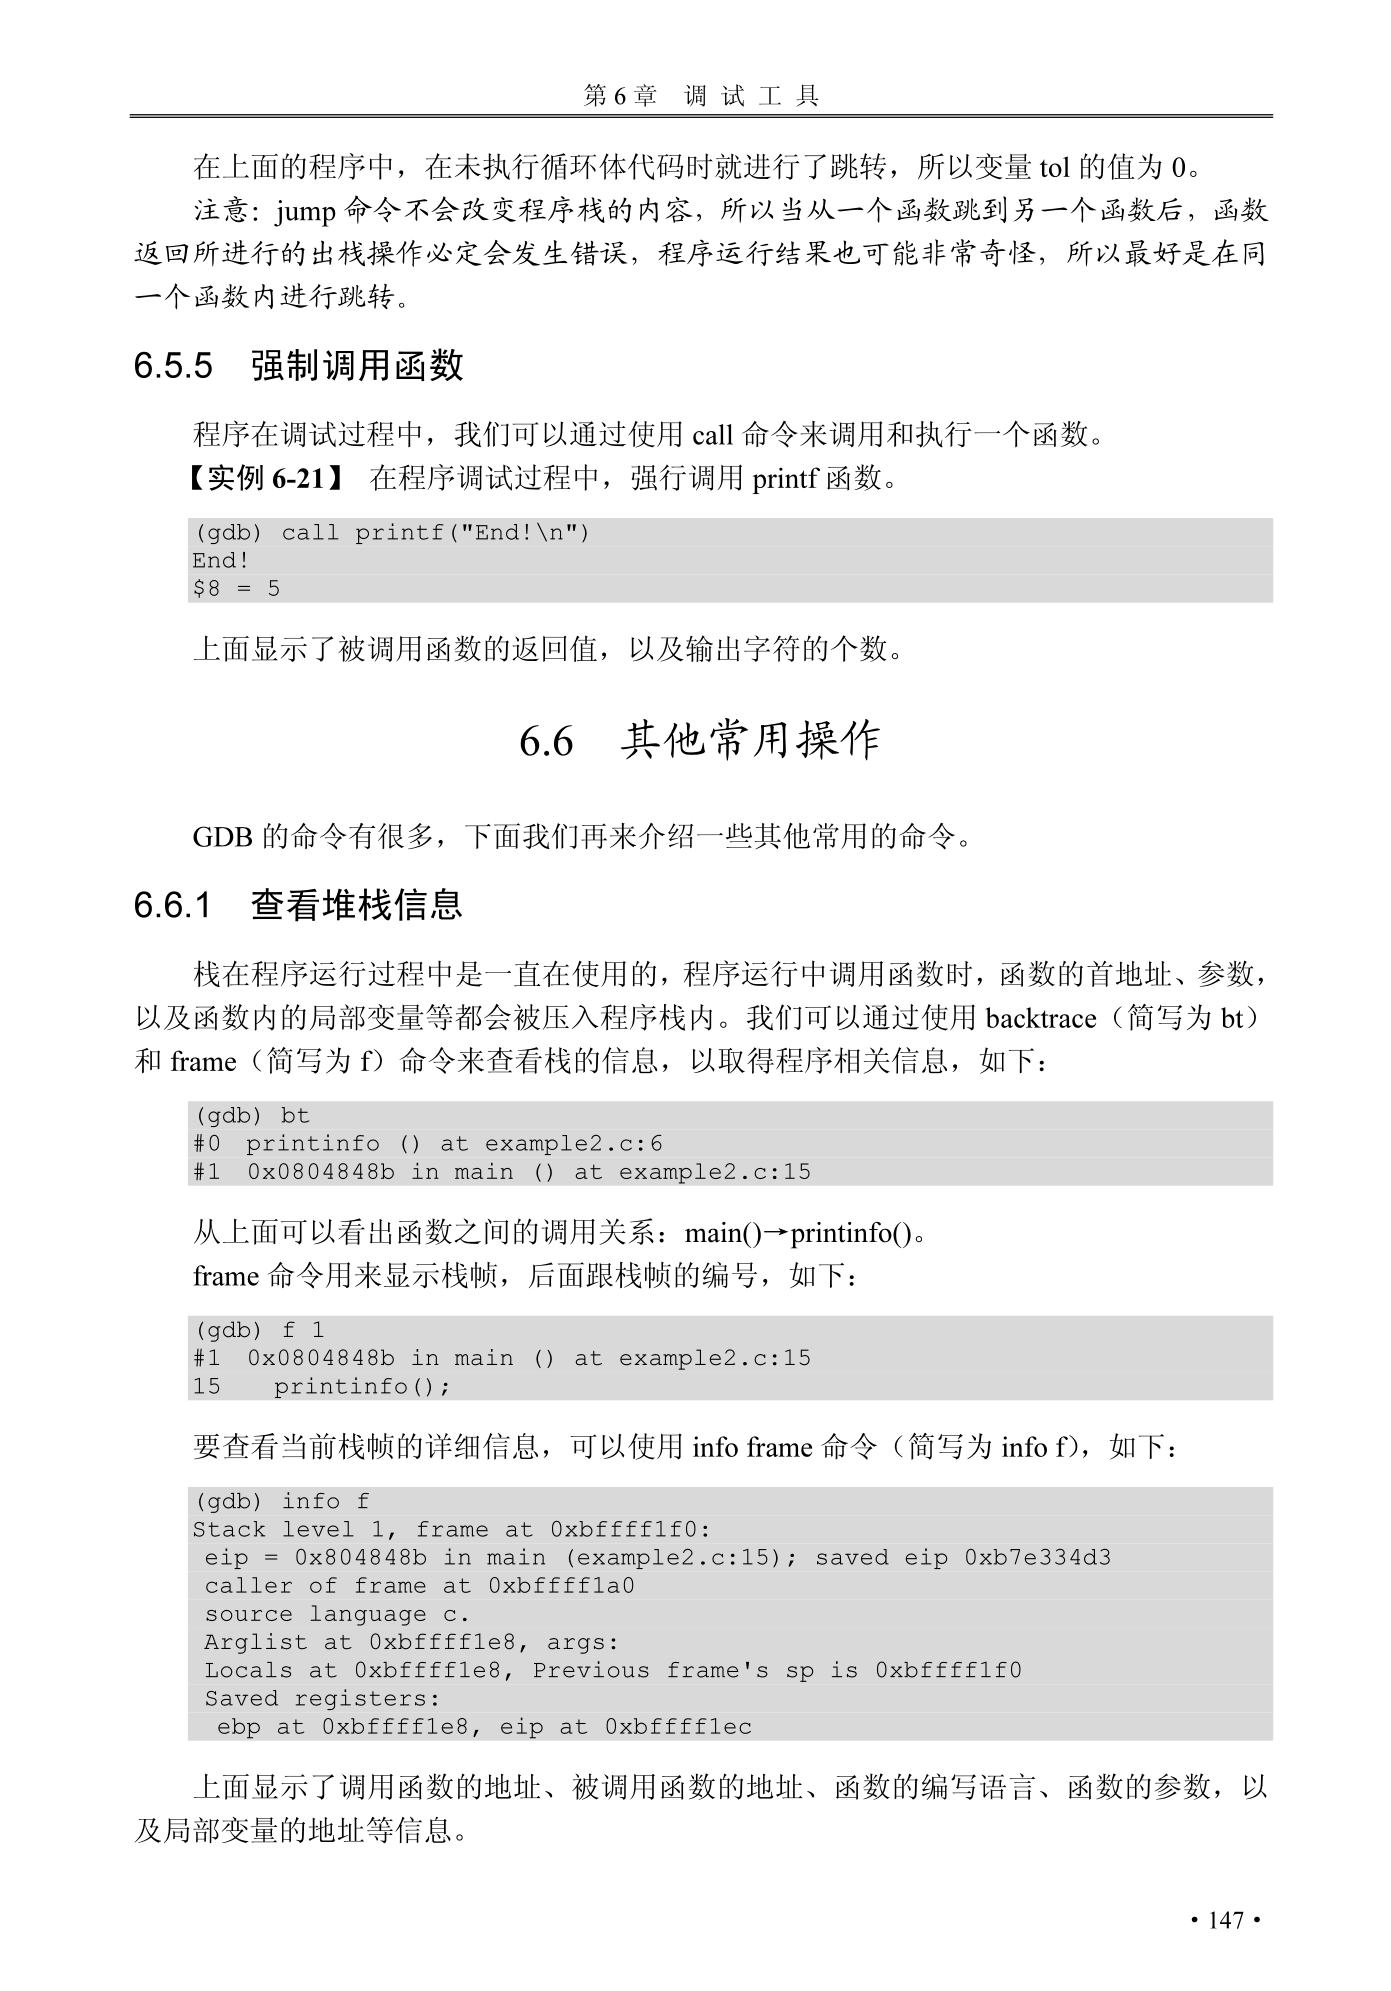 第 6 章 调 试 工 具
在上面的程序中，在未执行循环体代码时就进行了跳转，所以变量 tol 的值为 0。
注意：jump 命令不会改变程序栈的内容，所以当从一个函数跳到另一个函数后，函数
返回所进行的出栈操作必定会发生错误，程序运行结果也可能非常奇怪，所以最好是在同
一个函数内进行跳转。
6.5.5 强制调用函数
程序在调试过程中，我们可以通过使用 call 命令来调用和执行一个函数。
【实例 6-21】 在程序调试过程中，强行调用 printf 函数。
(gdb) call printf("End!\n")
End!
$8 = 5
上面显示了被调用函数的返回值，以及输出字符的个数。
6.6 其他常用操作
GDB 的命令有很多，下面我们再来介绍一些其他常用的命令。
6.6.1 查看堆栈信息
栈在程序运行过程中是一直在使用的，程序运行中调用函数时，函数的首地址、参数，
以及函数内的局部变量等都会被压入程序栈内。我们可以通过使用 backtrace（简写为 bt）
和 frame（简写为 f）命令来查看栈的信息，以取得程序相关信息，如下：
(gdb) bt
#0 printinfo () at example2.c:6
#1 0x0804848b in main () at example2.c:15
从上面可以看出函数之间的调用关系：main()→printinfo()。
frame 命令用来显示栈帧，后面跟栈帧的编号，如下：
(gdb) f 1
#1 0x0804848b in main () at example2.c:15
15 printinfo();
要查看当前栈帧的详细信息，可以使用 info frame 命令（简写为 info f），如下：
(gdb) info f
Stack level 1, frame at 0xbffff1f0:
eip = 0x804848b in main (example2.c:15); saved eip 0xb7e334d3
caller of frame at 0xbffff1a0
source language c.
Arglist at 0xbffff1e8, args:
Locals at 0xbffff1e8, Previous frame's sp is 0xbffff1f0
Saved registers:
ebp at 0xbffff1e8, eip at 0xbffff1ec
上面显示了调用函数的地址、被调用函数的地址、函数的编写语言、函数的参数，以
及局部变量的地址等信息。
• 147 •